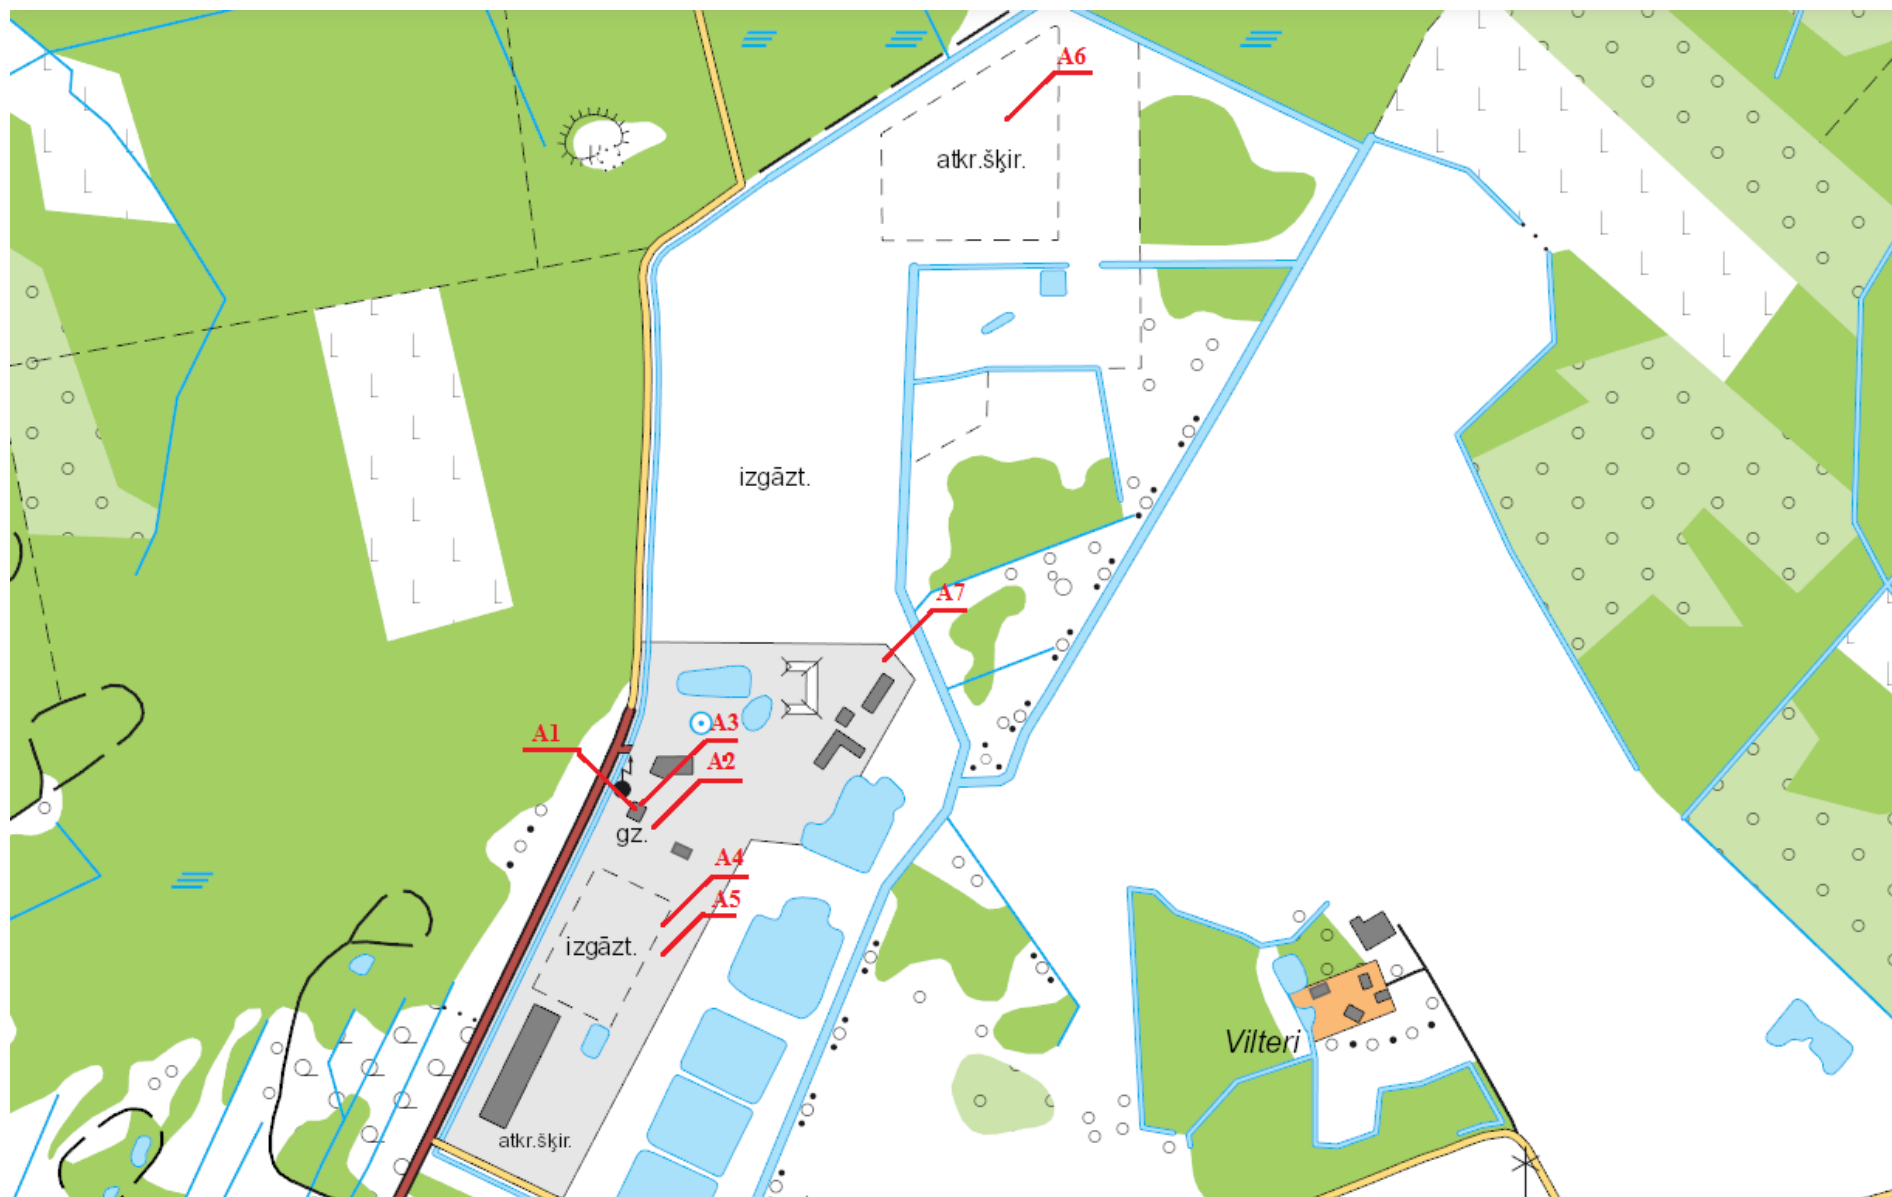 A6
atkr.šķir.
izgāzt.
A7
A1
A3
A2
gz.
A4
A5
izgāzt.
Vilteri
atkr.šķir.